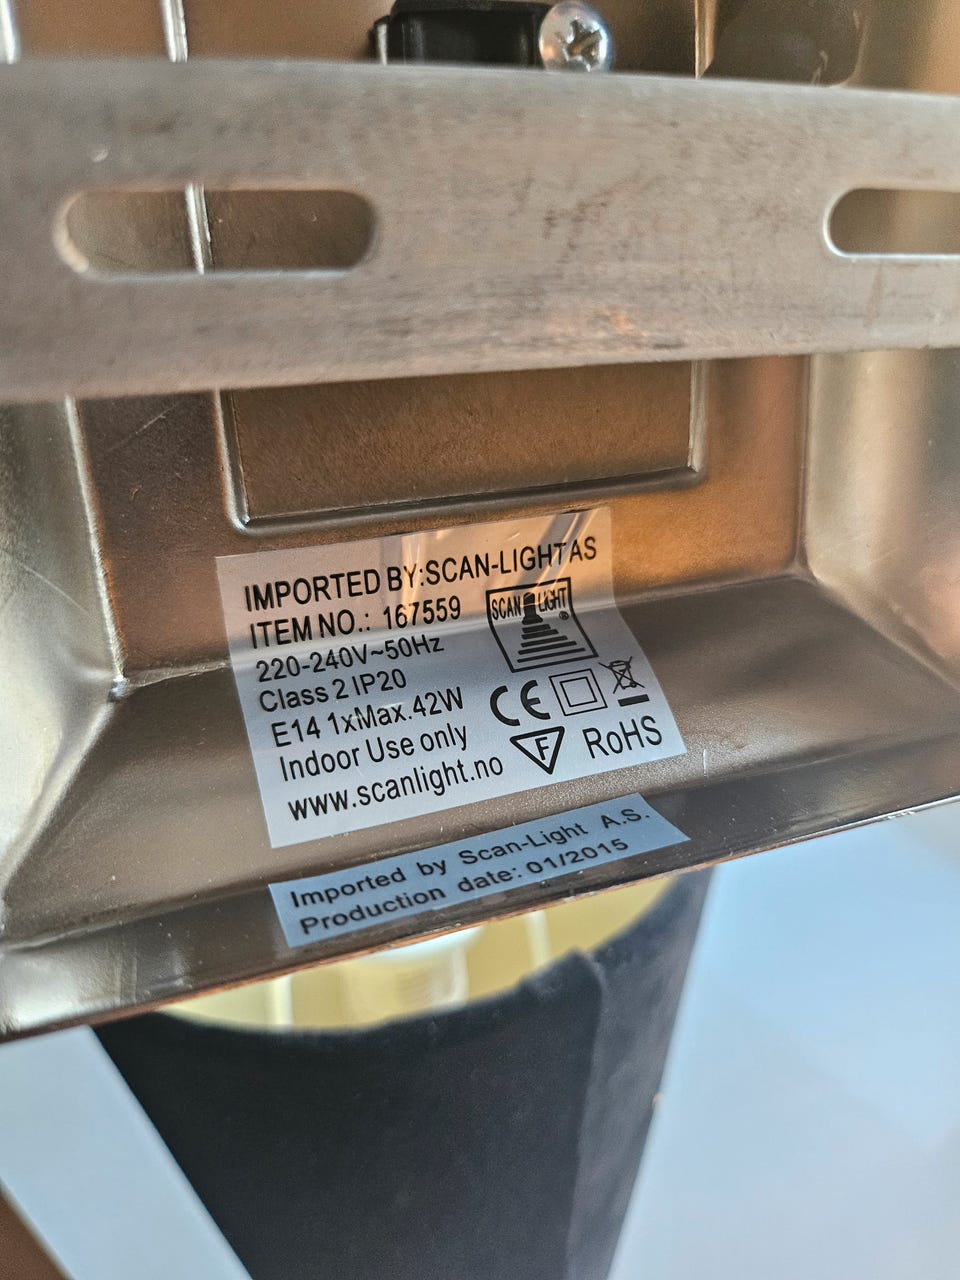 IMPORTED BY:SCAN-LIGHT AS
ITEM NO.: 167559
SCAN LIGHT ®
220-240V~50Hz
Class 2 IP20
E14 1xMax.42W
CE
Indoor Use only
F RoHS
www.scanlight.no
Imported by Scan-Light A.S.
Production date: 01/2015